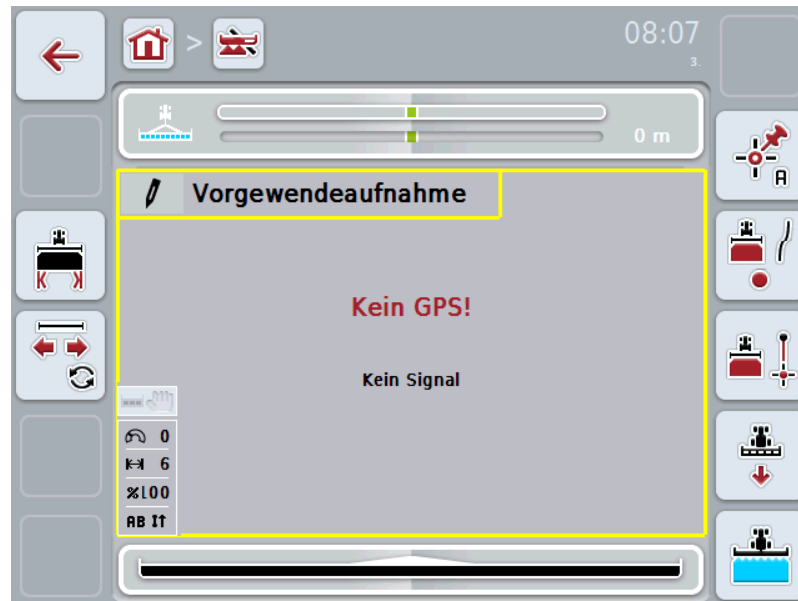 >
08:07
3.
0 m
A
Vorgewendeaufnahme
Kein GPS!
Kein Signal
0
6
%100
AB